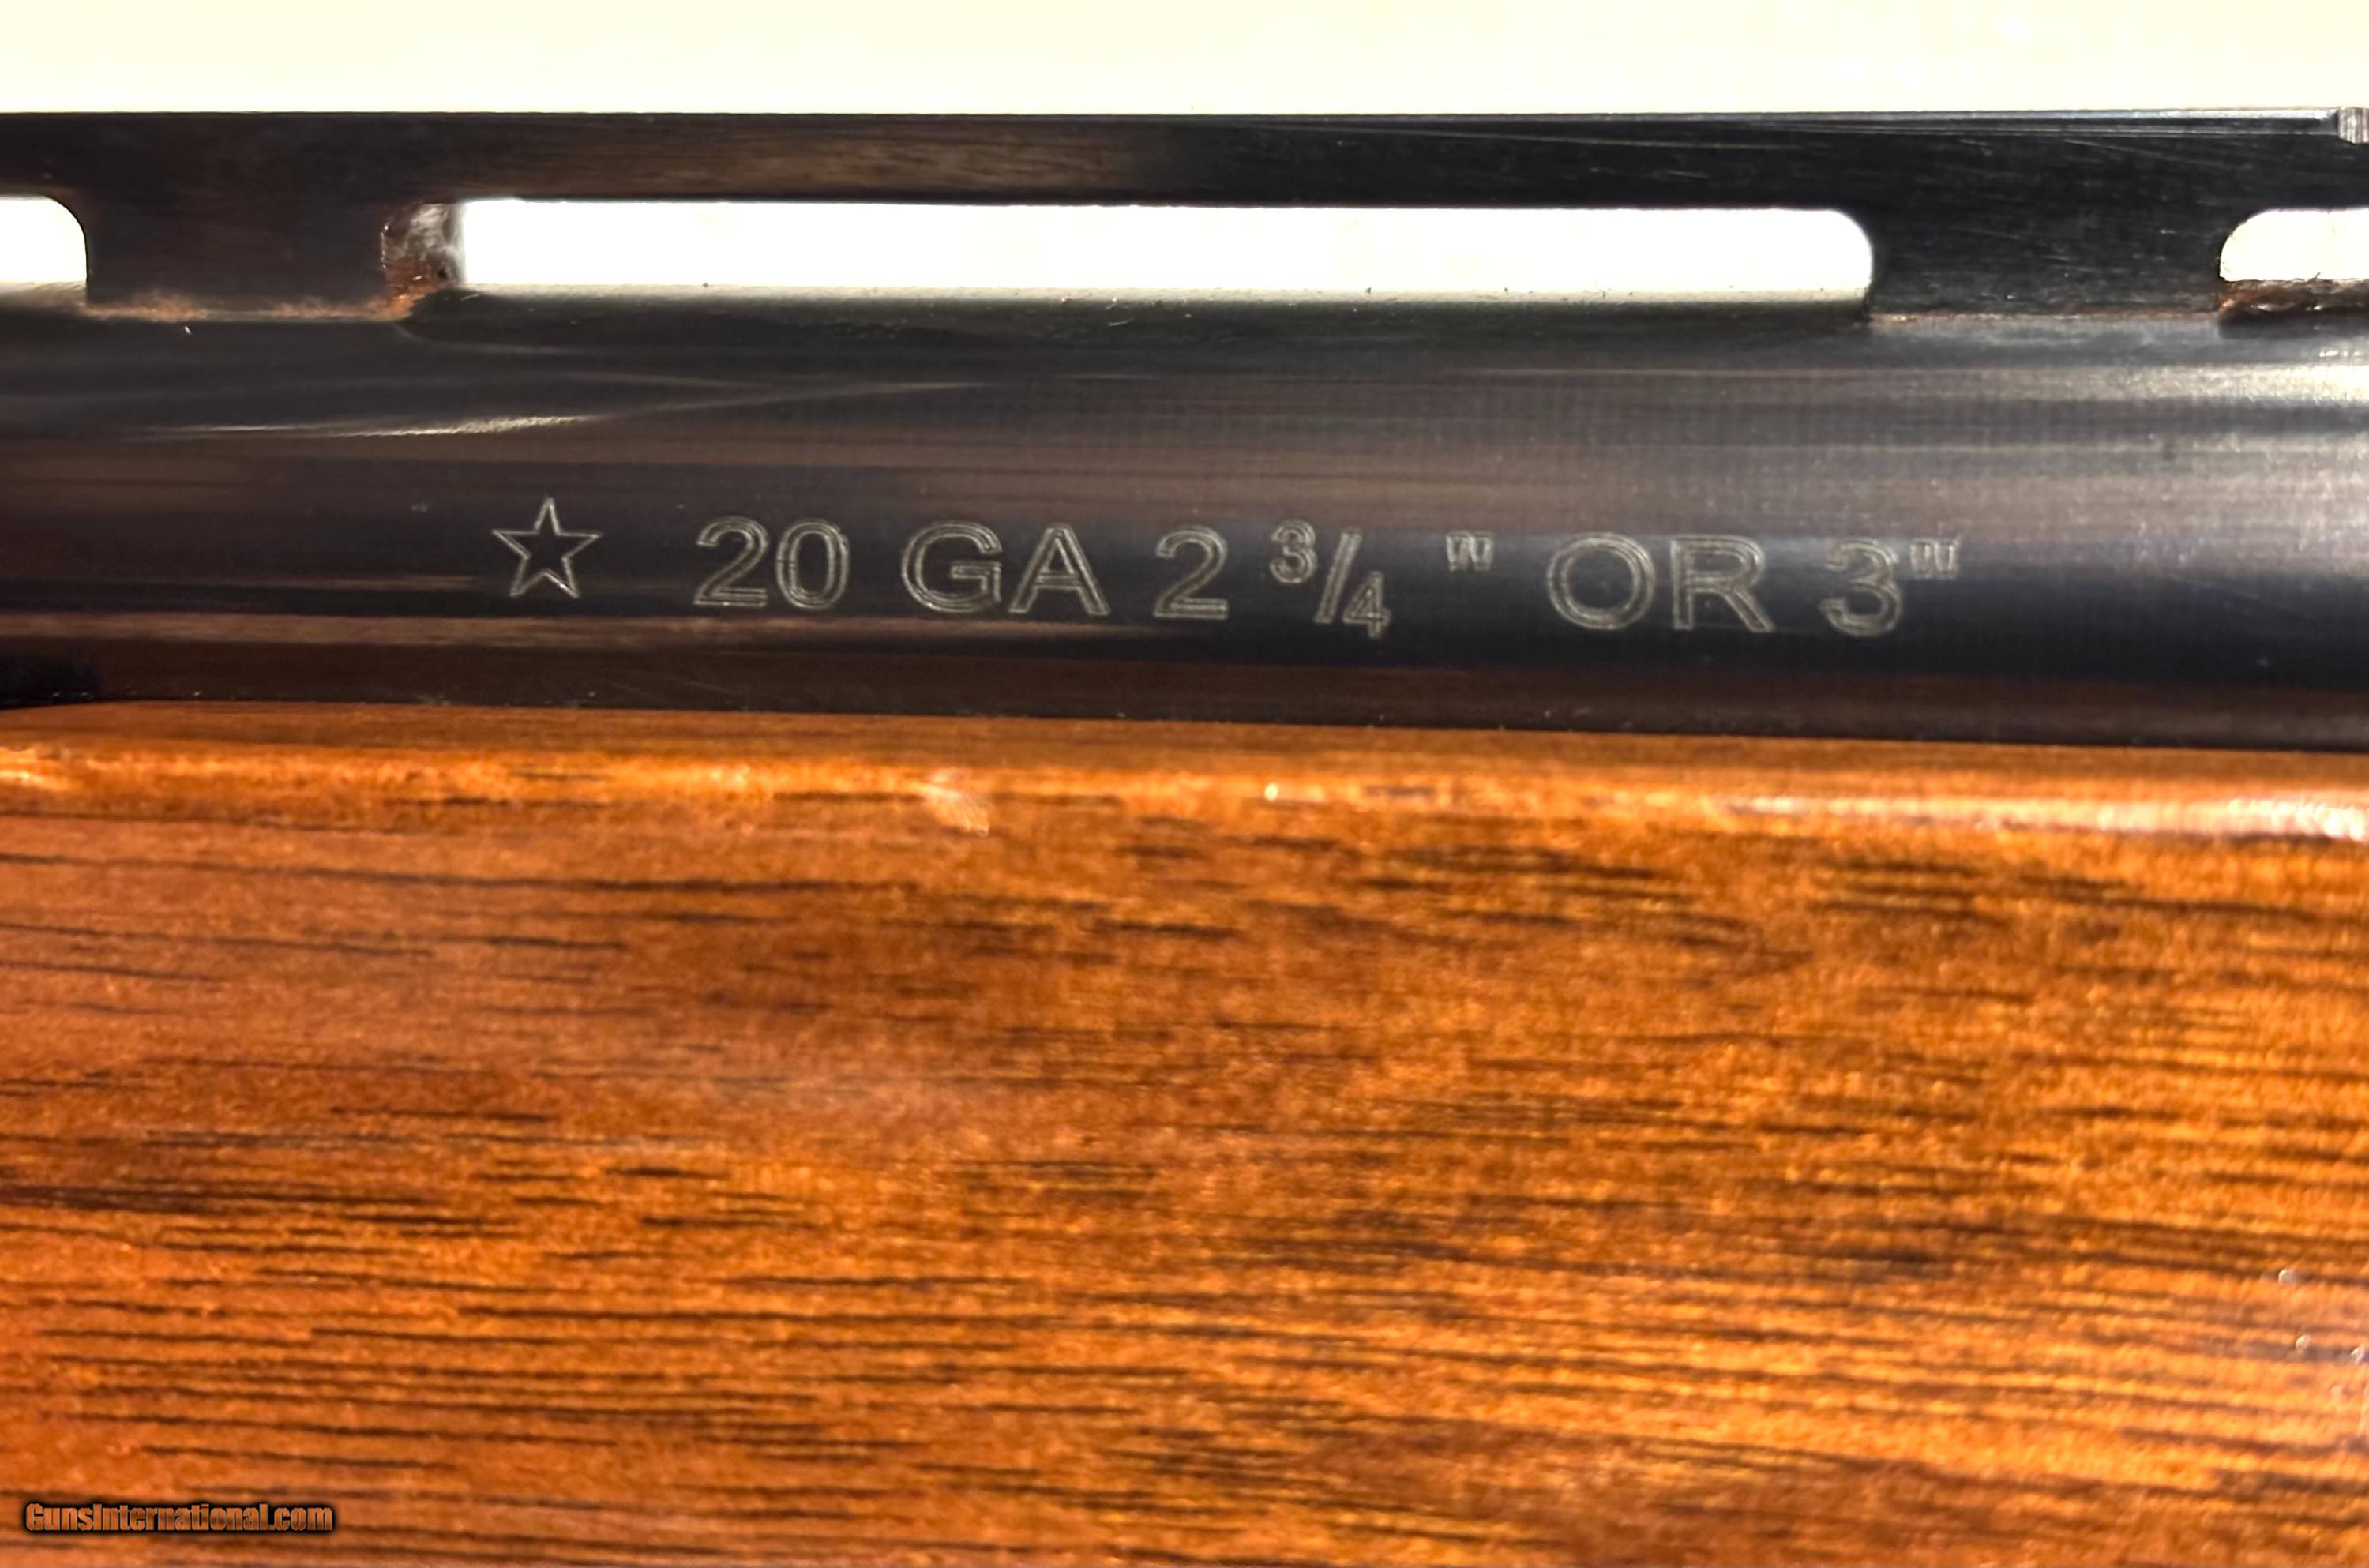 ☆ 20 GA 2 3/4 " OR 3"
GunsInternational.com